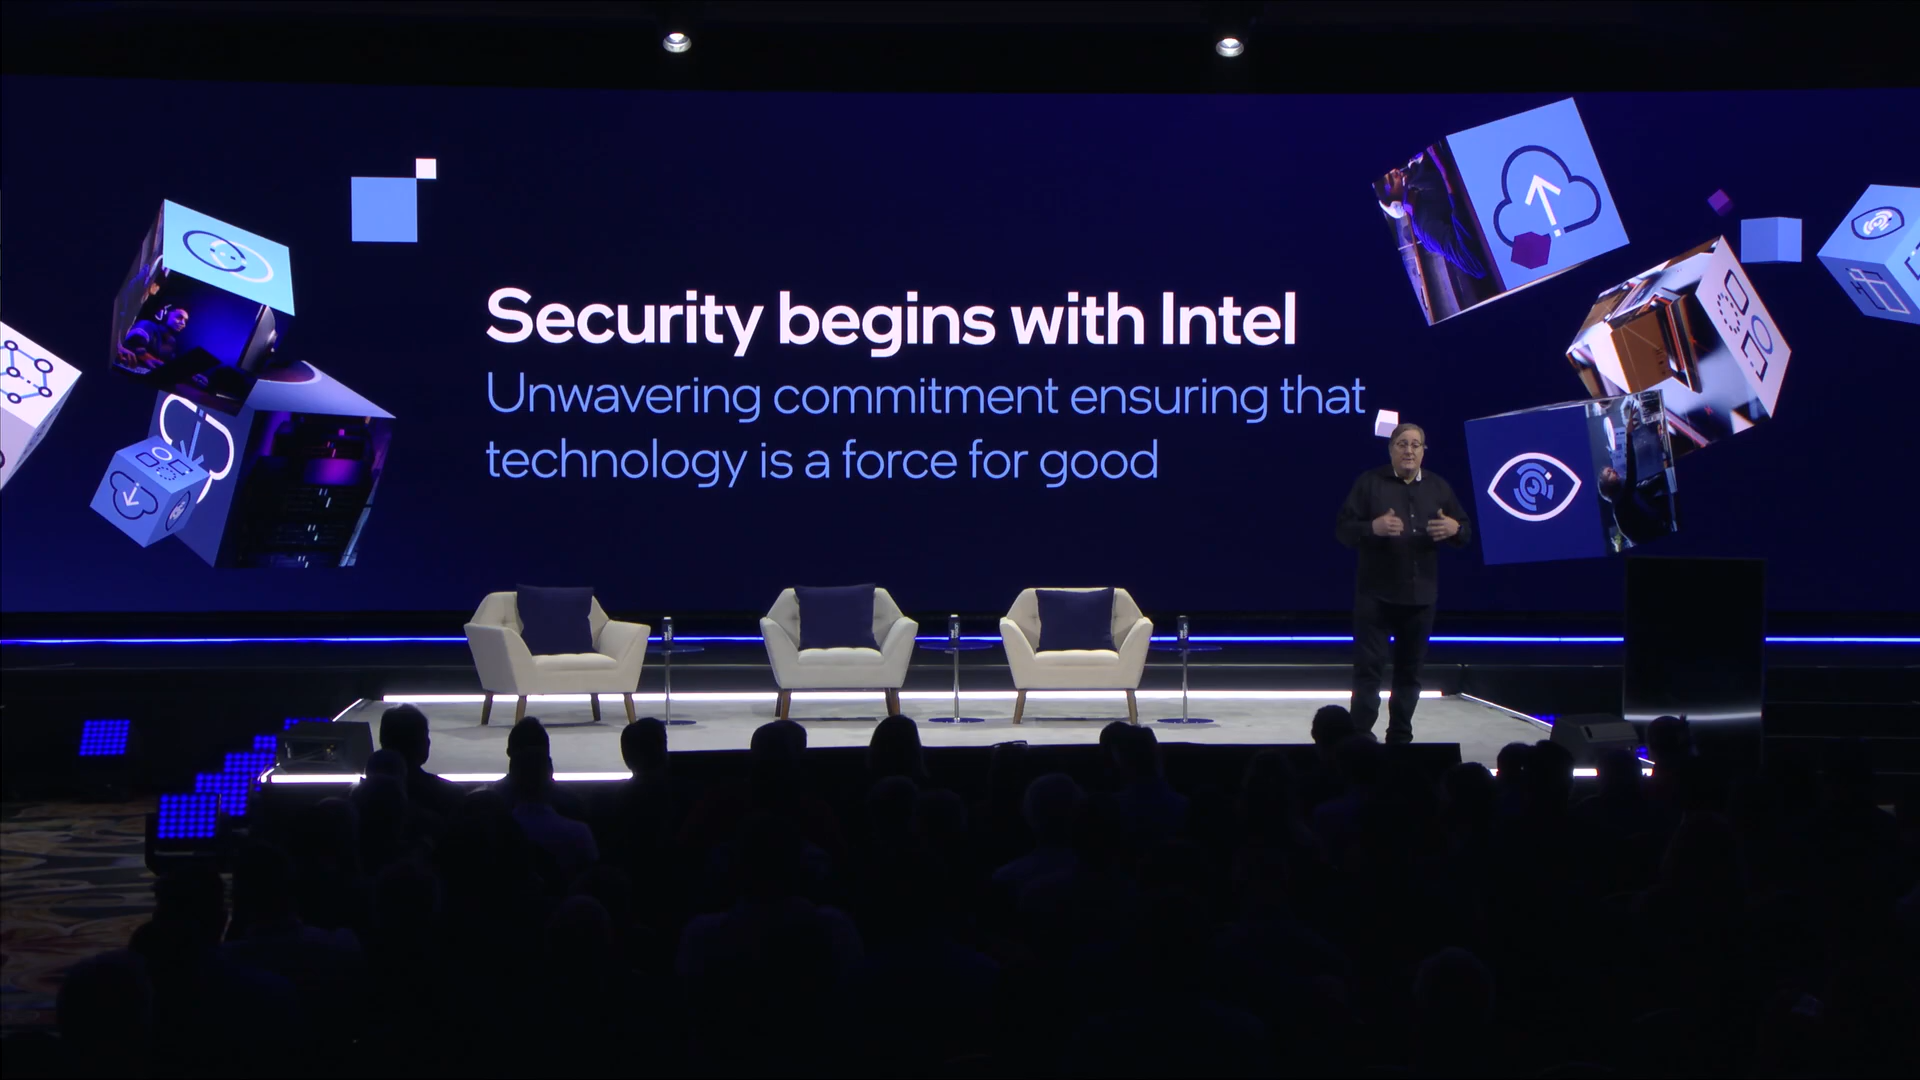 Security begins with Intel
Unwavering commitment ensuring that
technology is a force for good